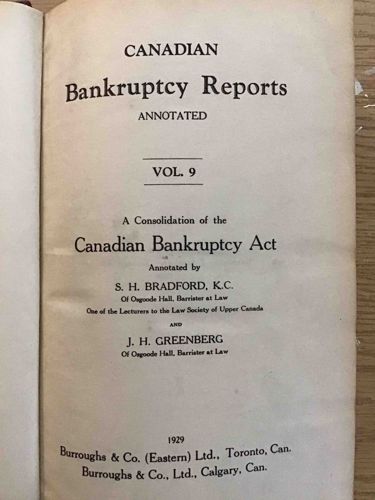 CANADIAN
Bankruptcy Reports
ANNOTATED
VOL. 9
A Consolidation of the
Canadian Bankruptcy Act
Annotated by
S. H. BRADFORD, K.C.
Of Osgoode Hall, Barrister at Law
One of the Lecturers to the Law Society of Upper Canada
AND
J. H. GREENBERG
Of Osgoode Hall, Barrister at Law
1929
Burroughs & Co. (Eastern) Ltd., Toronto, Can.
Burroughs & Co., Ltd., Calgary, Can.